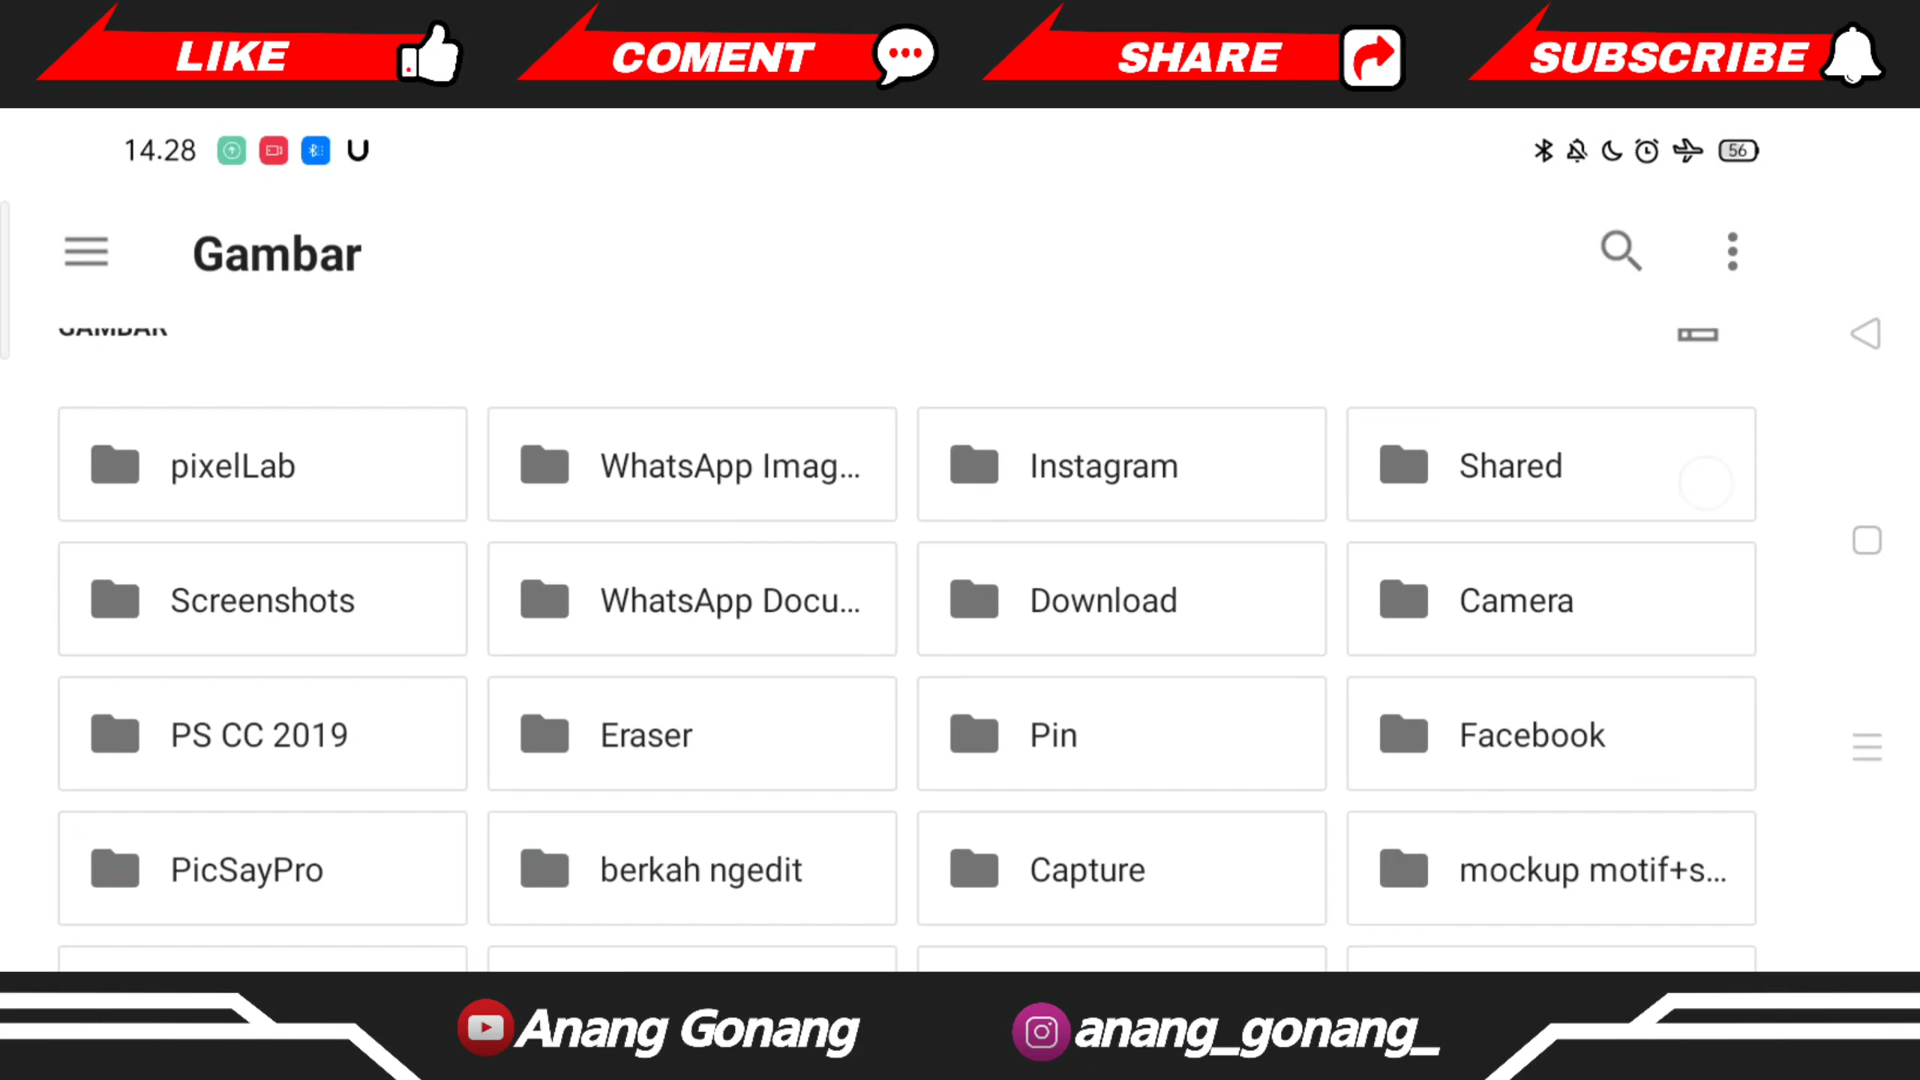 LIKE COMENT SHARE SUBSCRIBE
14.28 56
Gambar
GAMBAR
pixelLab WhatsApp Imag... Instagram Shared
Screenshots WhatsApp Docu... Download Camera
PS CC 2019 Eraser Pin Facebook
PicSayPro berkah ngedit Capture mockup motif+s...
Anang Gonang anang_gonang_